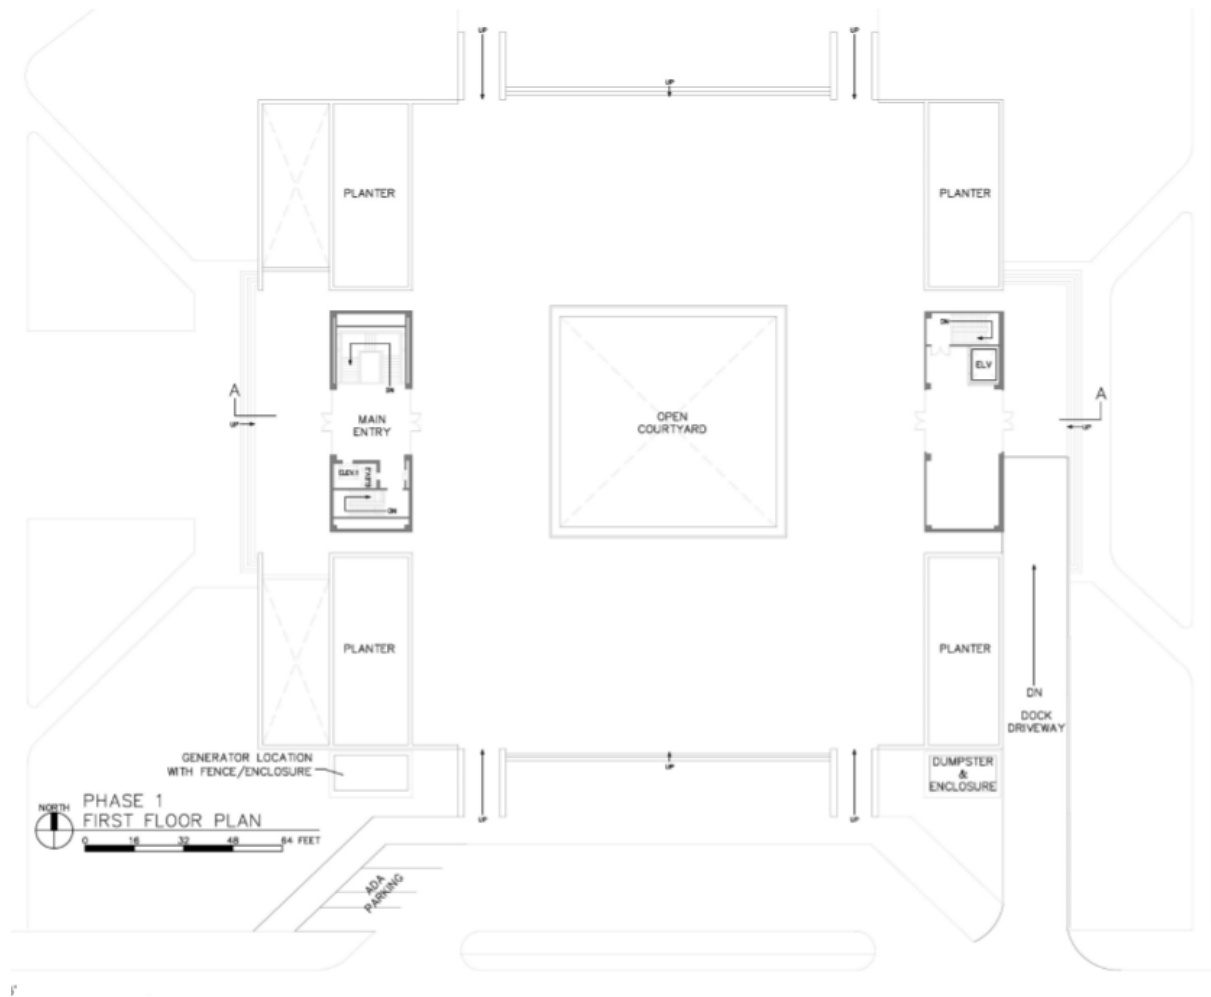 UP
UP
UP
PLANTER
PLANTER
DN
DN
ELV
A
A
UP
UP
MAIN
ENTRY
OPEN
COURTYARD
ELEV.1
DN
PLANTER
PLANTER
DN
DOCK
DRIVEWAY
GENERATOR LOCATION
WITH FENCE/ENCLOSURE
UP
DUMPSTER
&
ENCLOSURE
NORTH
PHASE 1
FIRST FLOOR PLAN
0 16 32 48 64 FEET
UP
UP
ADA
PARKING